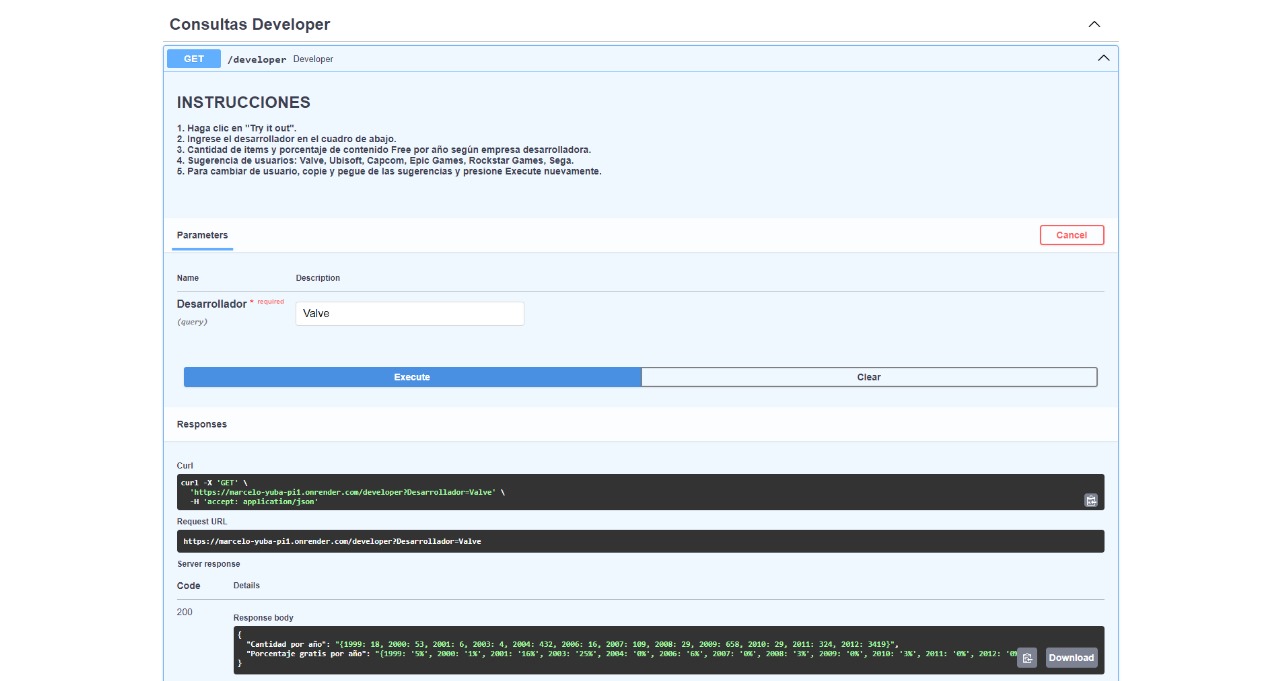 Consultas Developer
GET /developer Developer
INSTRUCCIONES
1. Haga clic en "Try it out".
2. Ingrese el desarrollador en el cuadro de abajo.
3. Cantidad de items y porcentaje de contenido Free por año según empresa desarrolladora.
4. Sugerencia de usuarios: Valve, Ubisoft, Capcom, Epic Games, Rockstar Games, Sega.
5. Para cambiar de usuario, copie y pegue de las sugerencias y presione Execute nuevamente.
Parameters
Cancel
Name Description
Desarrollador * required
(query)
Valve
Execute Clear
Responses
Curl
curl -X 'GET' \
'https://marcelo-yuba-pi1.onrender.com/developer?Desarrollador=Valve' \
-H 'accept: application/json'
Request URL
https://marcelo-yuba-pi1.onrender.com/developer?Desarrollador=Valve
Server response
Code Details
200
Response body
{
"Cantidad por año": "{1999: 18, 2000: 53, 2001: 6, 2003: 4, 2004: 432, 2006: 16, 2007: 109, 2008: 29, 2009: 658, 2010: 29, 2011: 324, 2012: 3419}",
"Porcentaje gratis por año": "{1999: '5%', 2000: '1%', 2001: '16%', 2003: '25%', 2004: '0%', 2006: '6%', 2007: '0%', 2008: '3%', 2009: '0%', 2010: '3%', 2011: '0%', 2012: '0%
}
Download